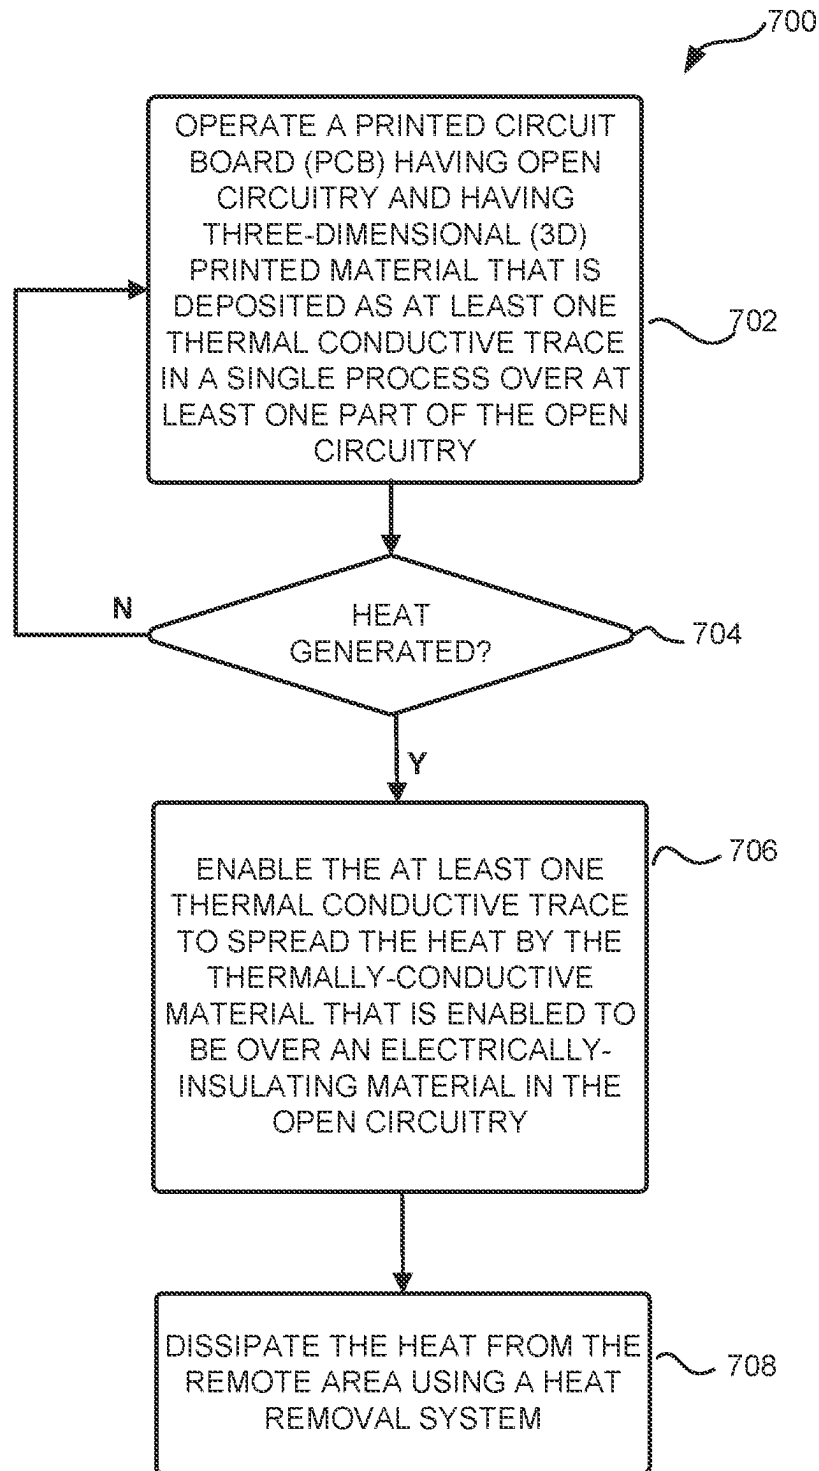 700
OPERATE A PRINTED CIRCUIT
BOARD (PCB) HAVING OPEN
CIRCUITRY AND HAVING
THREE-DIMENSIONAL (3D)
PRINTED MATERIAL THAT IS
DEPOSITED AS AT LEAST ONE
THERMAL CONDUCTIVE TRACE
IN A SINGLE PROCESS OVER AT
LEAST ONE PART OF THE OPEN
CIRCUITRY
702
N
HEAT
GENERATED?
704
Y
ENABLE THE AT LEAST ONE
THERMAL CONDUCTIVE TRACE
TO SPREAD THE HEAT BY THE
THERMALLY-CONDUCTIVE
MATERIAL THAT IS ENABLED TO
BE OVER AN ELECTRICALLY-
INSULATING MATERIAL IN THE
OPEN CIRCUITRY
706
DISSIPATE THE HEAT FROM THE
REMOTE AREA USING A HEAT
REMOVAL SYSTEM
708